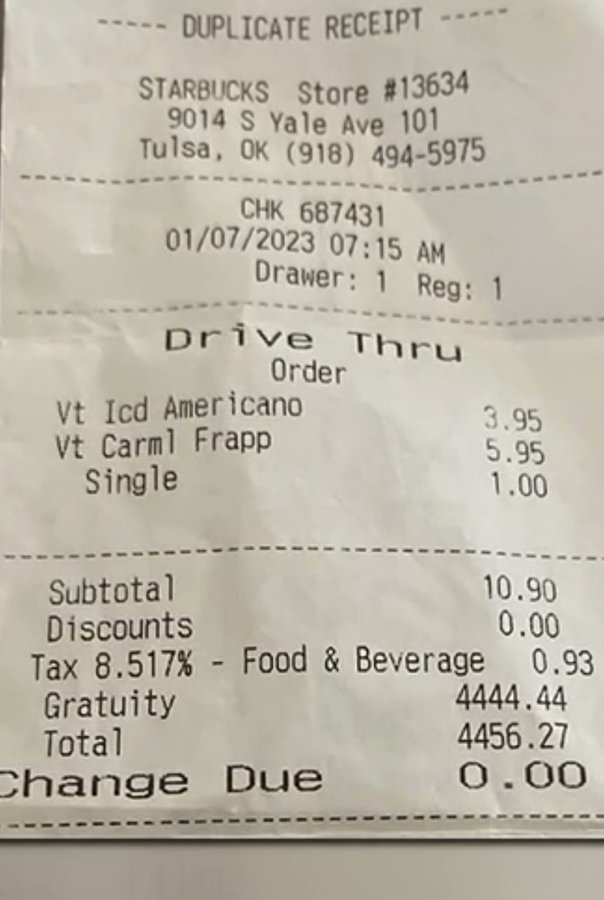 ----- DUPLICATE RECEIPT -----
STARBUCKS Store #13634
9014 S Yale Ave 101
Tulsa, OK (918) 494-5975
CHK 687431
01/07/2023 07:15 AM
Drawer: 1 Reg: 1
Drive Thru
Order
Vt Icd Americano 3.95
Vt Carml Frapp 5.95
Single 1.00
Subtotal 10.90
Discounts 0.00
Tax 8.517% - Food & Beverage 0.93
Gratuity 4444.44
Total 4456.27
Change Due 0.00